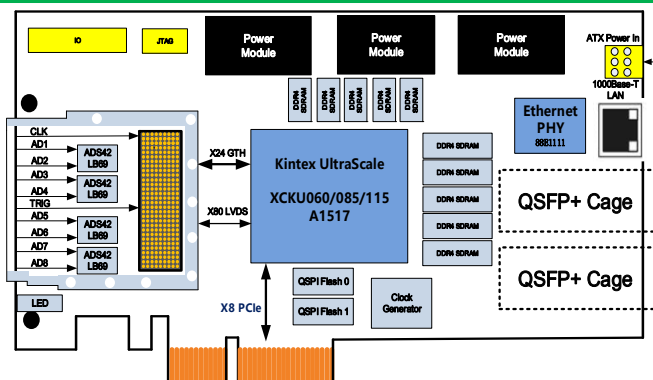 IO
JTAG
Power
Module
Power
Module
Power
Module
ATX Power In
1000Base-T
LAN
DDR4
SDRAM
DDR4
SDRAM
DDR4
SDRAM
DDR4
SDRAM
DDR4
SDRAM
Ethernet
PHY
88E1111
CLK
AD1
AD2
AD3
AD4
TRIG
AD5
AD6
AD7
AD8
ADS42
LB69
ADS42
LB69
ADS42
LB69
ADS42
LB69
X24 GTH
X80 LVDS
Kintex UltraScale
XCKU060/085/115
A1517
DDR4 SDRAM
DDR4 SDRAM
DDR4 SDRAM
DDR4 SDRAM
DDR4 SDRAM
QSFP+ Cage
QSFP+ Cage
LED
X8 PCIe
QSPI Flash 0
QSPI Flash 1
Clock
Generator